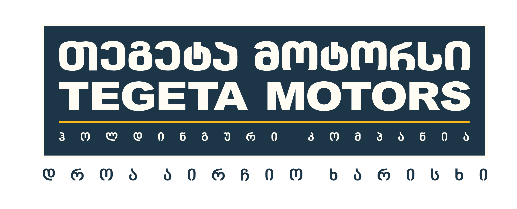 თეგეტა მოტორსი
TEGETA MOTORS
ჰოლდინგური კომპანია
დროა აირჩიო ხარისხი